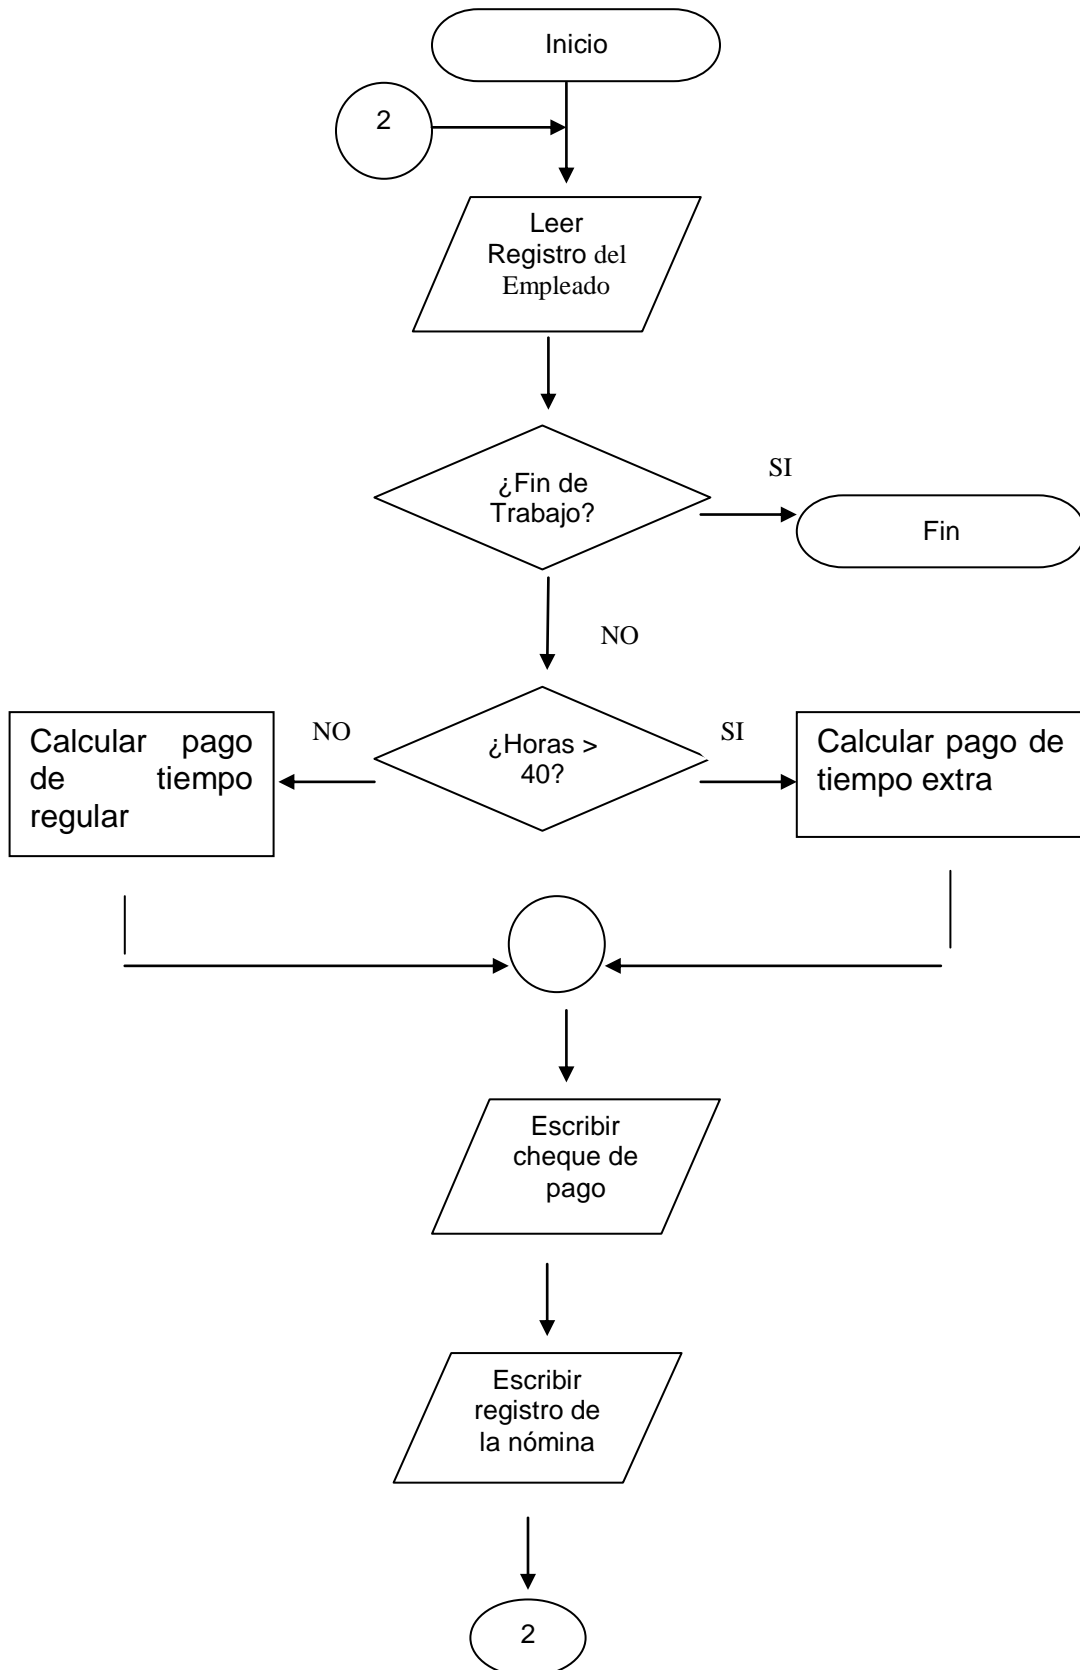 Inicio
2
Leer
Registro del
Empleado
¿Fin de
Trabajo?
SI
Fin
NO
Calcular pago
de tiempo
regular
NO
¿Horas >
40?
SI
Calcular pago de
tiempo extra
Escribir
cheque de
pago
Escribir
registro de
la nómina
2